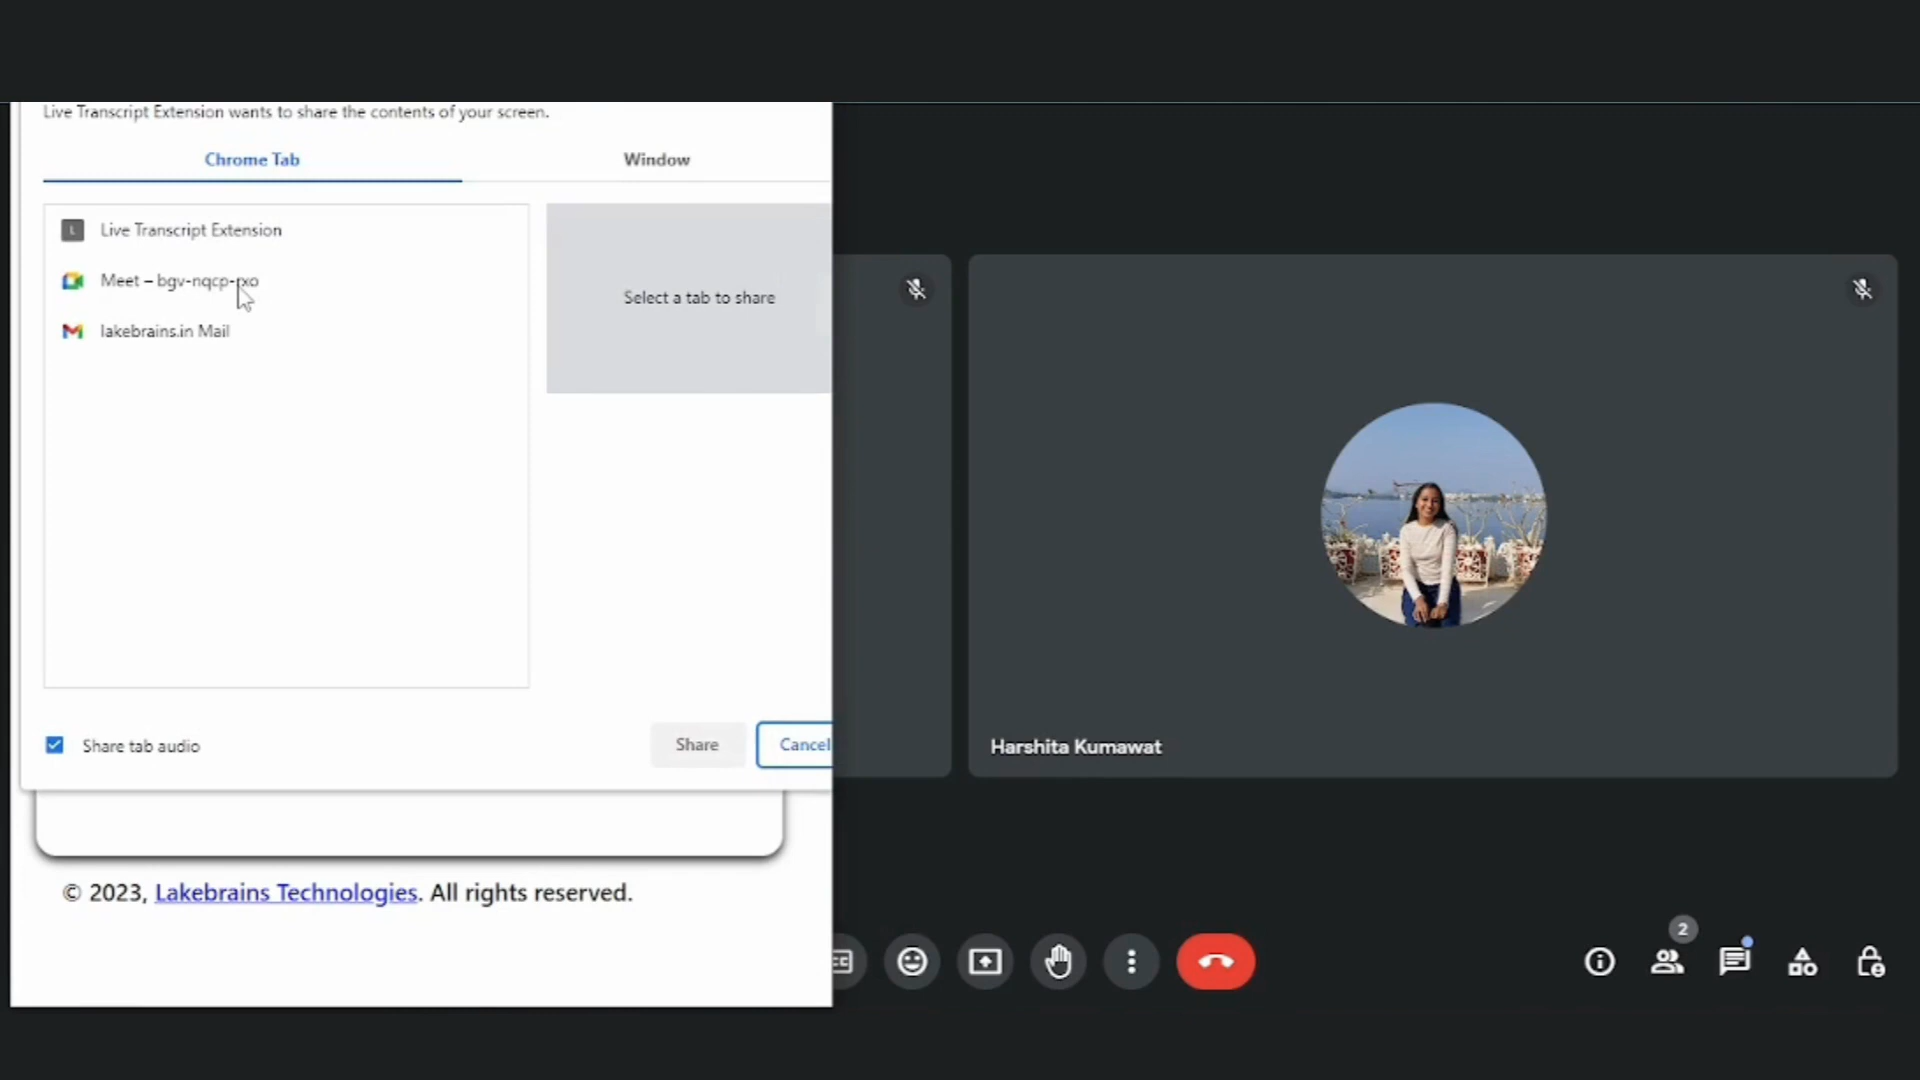 Live Transcript Extension wants to share the contents of your screen.
Chrome Tab
Window
L
Live Transcript Extension
Meet – bgv-nqcp-rxo
lakebrains.in Mail
Select a tab to share
Share tab audio
Share
Cancel
© 2023, Lakebrains Technologies. All rights reserved.
Harshita Kumawat
CC
2